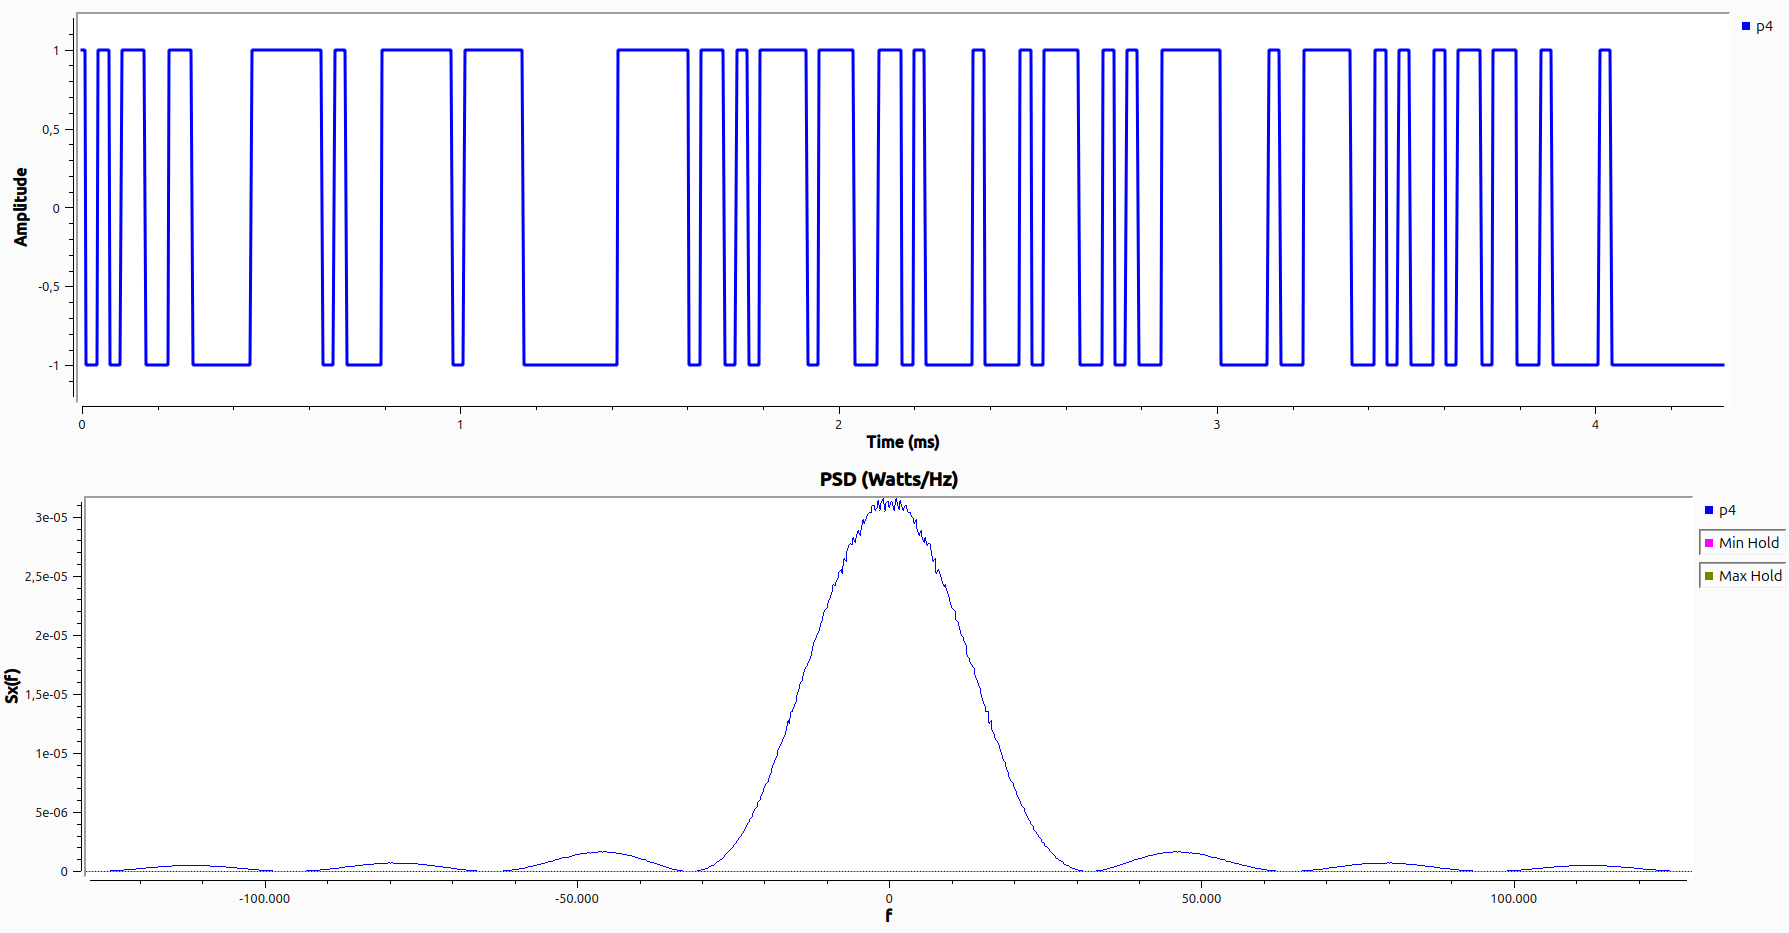 p4
1
0,5
0
-0,5
-1
Amplitude
0 1 2 3 4
Time (ms)
PSD (Watts/Hz)
p4
Min Hold
Max Hold
3e-05
2,5e-05
2e-05
1,5e-05
1e-05
5e-06
0
Sx(f)
-100.000 -50.000 0 50.000 100.000
f